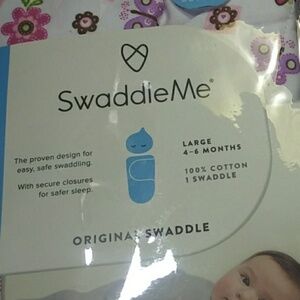 SwaddleMe®
The proven design for
easy, safe swaddling.
With secure closures
for safer sleep.
LARGE
4-6 MONTHS
100% COTTON
1 SWADDLE
ORIGINAL SWADDLE